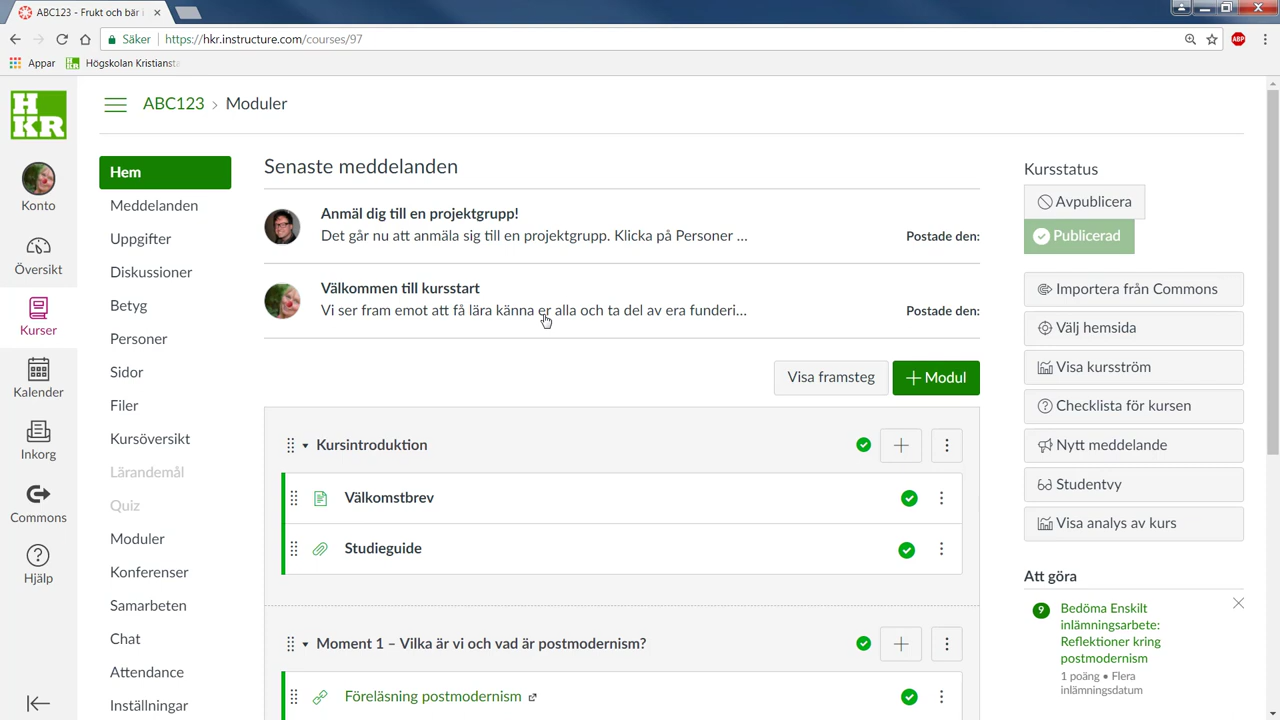 ABC123 - Frukt och bär i
Säker
https://hkr.instructure.com/courses/97
ABP
Appar
Högskolan Kristiansta
H
KR
ABC123 › Moduler
Konto
Översikt
Kurser
Kalender
Inkorg
Commons
Hjälp
Hem
Meddelanden
Uppgifter
Diskussioner
Betyg
Personer
Sidor
Filer
Kursöversikt
Lärandemål
Quiz
Moduler
Konferenser
Samarbeten
Chat
Attendance
Inställningar
Senaste meddelanden
Anmäl dig till en projektgrupp!
Det går nu att anmäla sig till en projektgrupp. Klicka på Personer ...
Postade den:
Välkommen till kursstart
Vi ser fram emot att få lära känna er alla och ta del av era funderi...
Postade den:
Visa framsteg
+ Modul
Kursintroduktion
Välkomstbrev
Studieguide
Moment 1 – Vilka är vi och vad är postmodernism?
Föreläsning postmodernism
Kursstatus
Avpublicera
Publicerad
Importera från Commons
Välj hemsida
Visa kursström
Checklista för kursen
Nytt meddelande
Studentvy
Visa analys av kurs
Att göra
9
Bedöma Enskilt
inlämningsarbete:
Reflektioner kring
postmodernism
1 poäng • Flera
inlämningsdatum